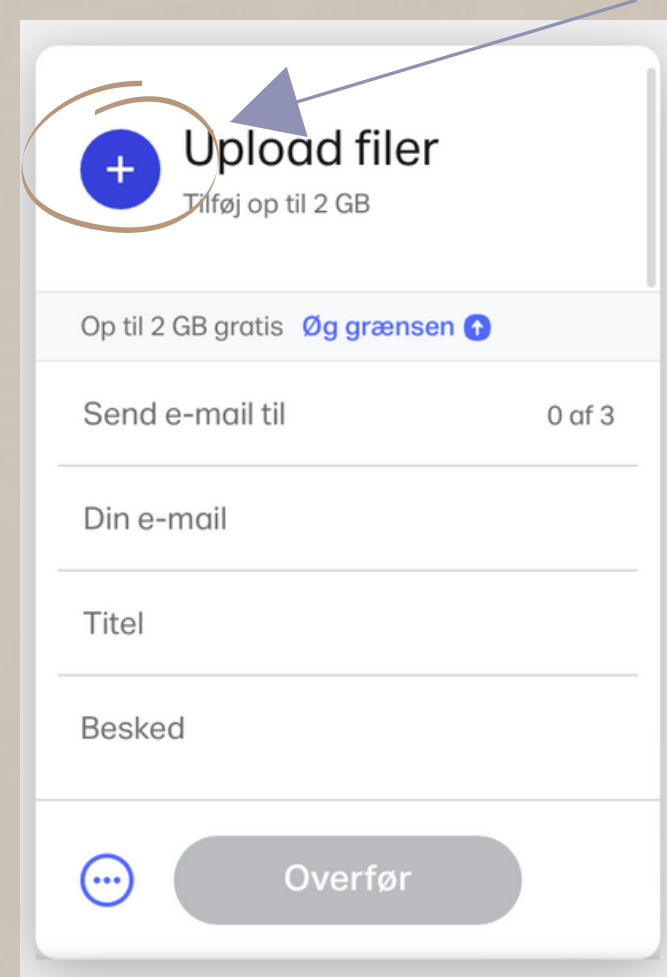 Upload filer
Tilføj op til 2 GB
Op til 2 GB gratis Øg grænsen
Send e-mail til 0 af 3
Din e-mail
Titel
Besked
Overfør